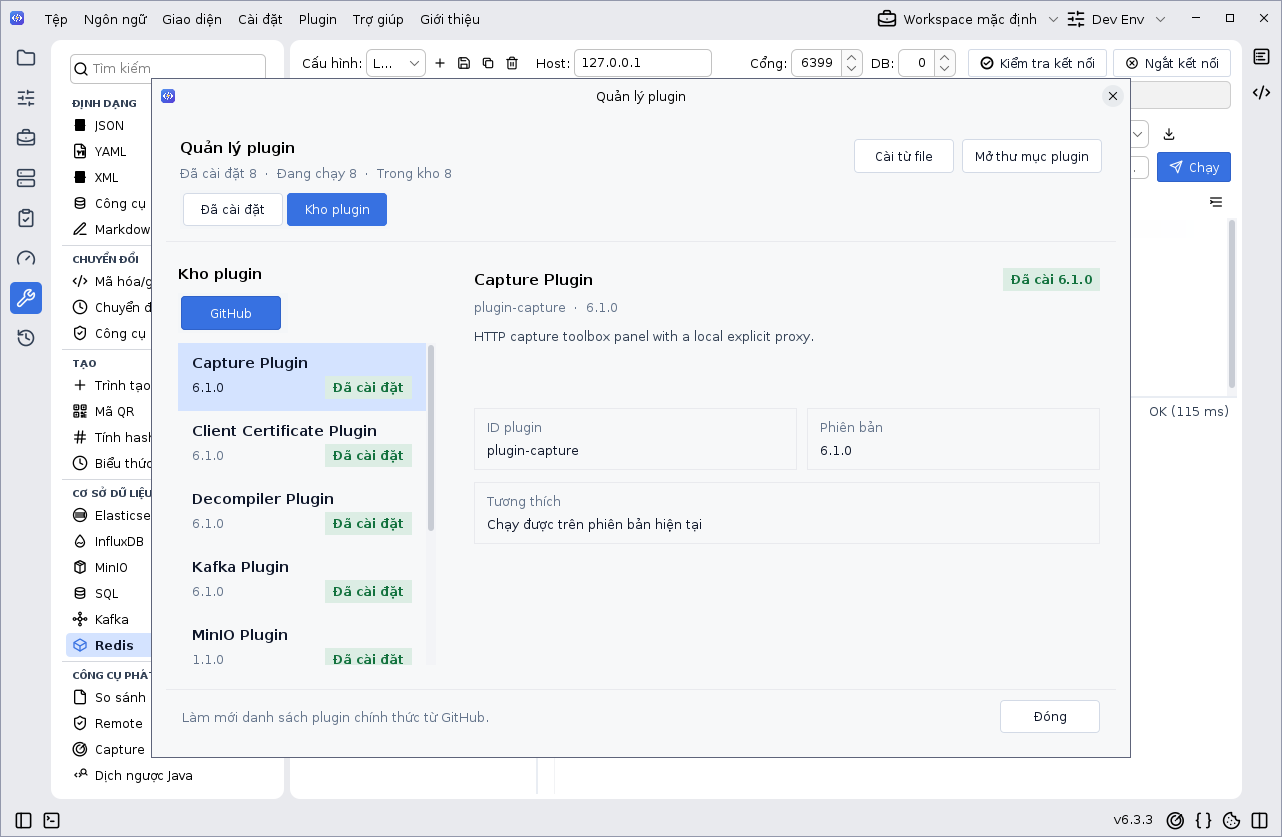 Tệp Ngôn ngữ Giao diện Cài đặt Plugin Trợ giúp Giới thiệu Workspace mặc định Dev Env
Tìm kiếm
Cấu hình: L... Host: 127.0.0.1 Cổng: 6399 DB: 0 Kiểm tra kết nối Ngắt kết nối
ĐỊNH DẠNG
JSON
YAML
XML
Công cụ
Markdow
CHUYỂN ĐỔI
Mã hóa/g
Chuyển đ
Công cụ
TẠO
Trình tạo
Mã QR
Tính hash
Biểu thức
CƠ SỞ DỮ LIỆU
Elasticse
InfluxDB
MinIO
SQL
Kafka
Redis
CÔNG CỤ PHÁT
So sánh
Remote
Capture
Dịch ngược Java
Chạy
OK (115 ms)
Quản lý plugin
Quản lý plugin
Đã cài đặt 8 · Đang chạy 8 · Trong kho 8
Cài từ file Mở thư mục plugin
Đã cài đặt Kho plugin
Kho plugin
GitHub
Capture Plugin
6.1.0 Đã cài đặt
Client Certificate Plugin
6.1.0 Đã cài đặt
Decompiler Plugin
6.1.0 Đã cài đặt
Kafka Plugin
6.1.0 Đã cài đặt
MinIO Plugin
1.1.0 Đã cài đặt
Capture Plugin Đã cài 6.1.0
plugin-capture · 6.1.0
HTTP capture toolbox panel with a local explicit proxy.
ID plugin
plugin-capture
Phiên bản
6.1.0
Tương thích
Chạy được trên phiên bản hiện tại
Làm mới danh sách plugin chính thức từ GitHub.
Đóng
v6.3.3